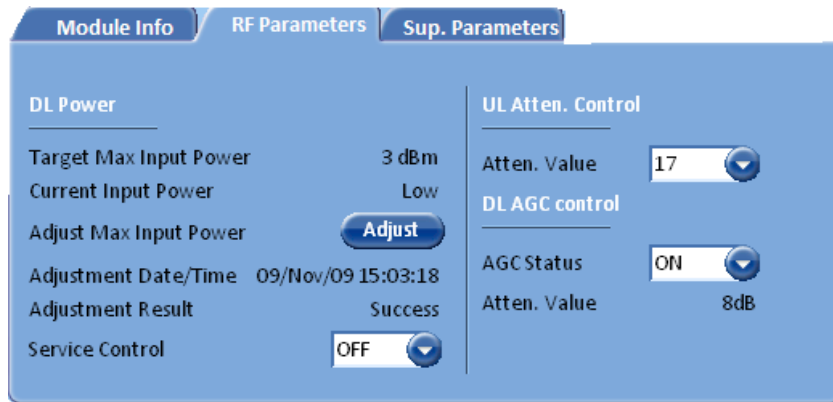 Module Info
RF Parameters
Sup. Parameters
DL Power
Target Max Input Power 3 dBm
Current Input Power Low
Adjust Max Input Power Adjust
Adjustment Date/Time 09/Nov/09 15:03:18
Adjustment Result Success
Service Control OFF
UL Atten. Control
Atten. Value 17
DL AGC control
AGC Status ON
Atten. Value 8dB